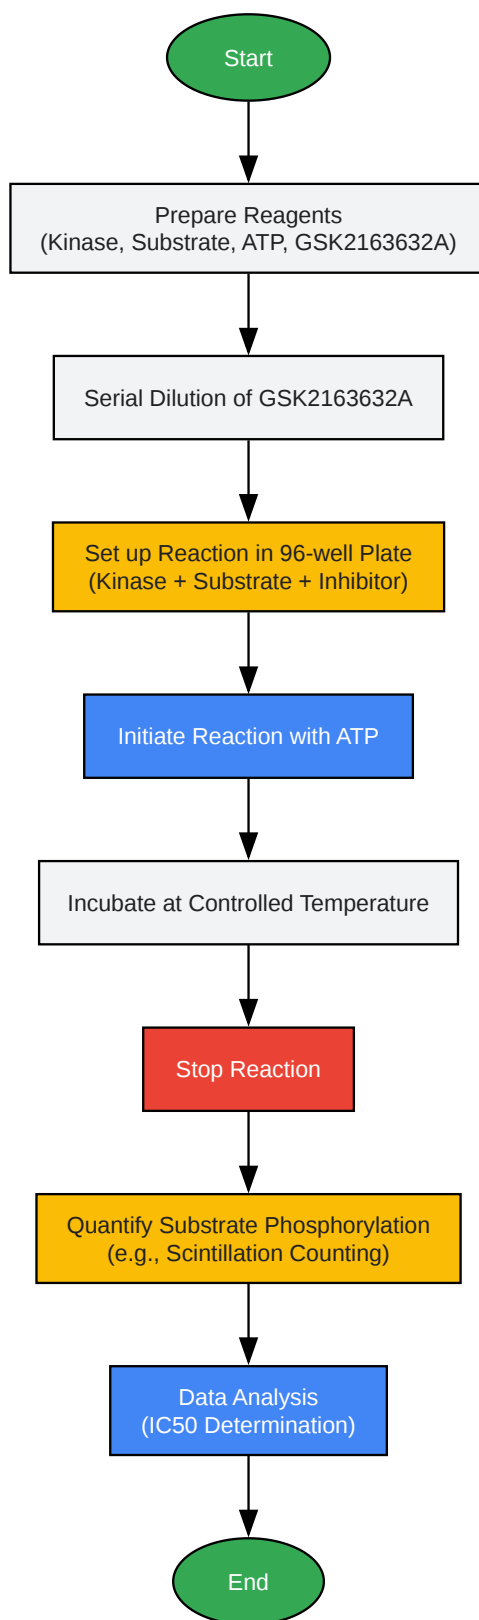 Start
Prepare Reagents
(Kinase, Substrate, ATP, GSK2163632A)
Serial Dilution of GSK2163632A
Set up Reaction in 96-well Plate
(Kinase + Substrate + Inhibitor)
Initiate Reaction with ATP
Incubate at Controlled Temperature
Stop Reaction
Quantify Substrate Phosphorylation
(e.g., Scintillation Counting)
Data Analysis
(IC50 Determination)
End